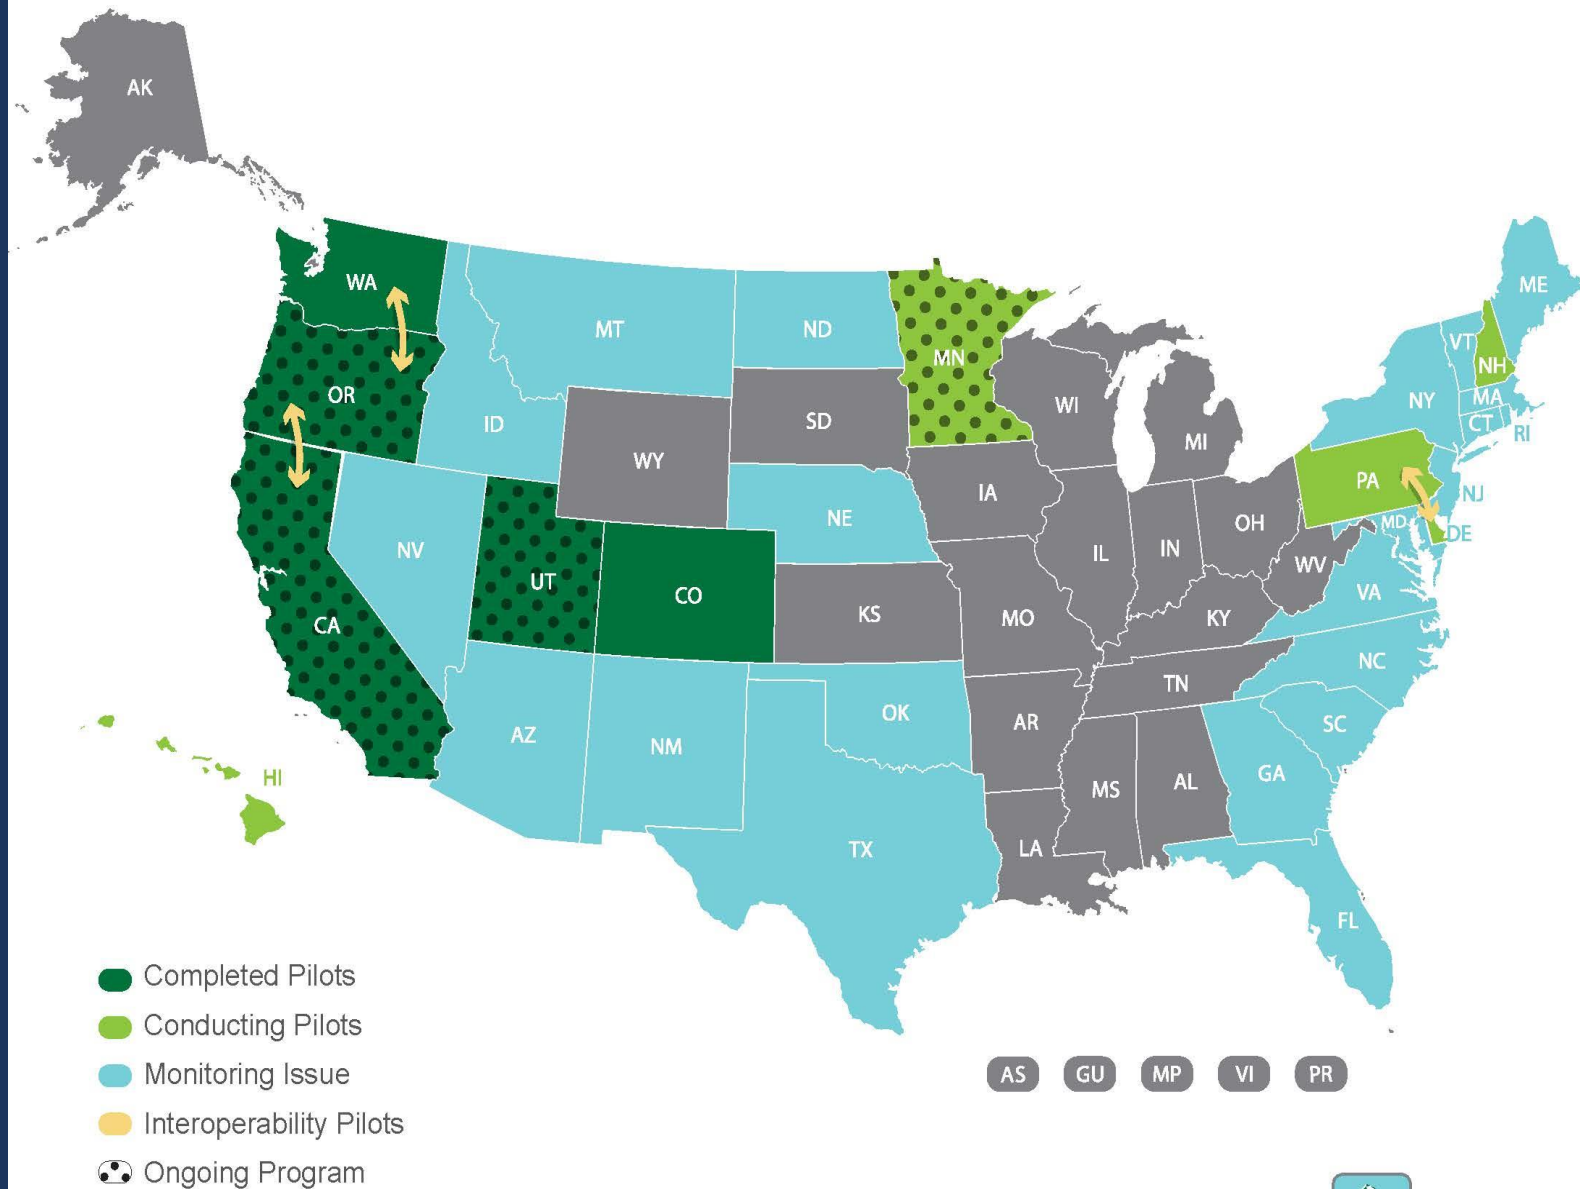 AK
WA
MT
ND
MN
ME
VT
NH
OR
ID
SD
WI
MI
NY
MA
CT
RI
WY
IA
PA
NJ
NV
NE
OH
MD
DE
UT
CO
IL
IN
WV
VA
CA
KS
MO
KY
NC
AZ
NM
OK
AR
TN
SC
HI
TX
MS
AL
GA
LA
FL
Completed Pilots
Conducting Pilots
Monitoring Issue
Interoperability Pilots
Ongoing Program
AS
GU
MP
VI
PR